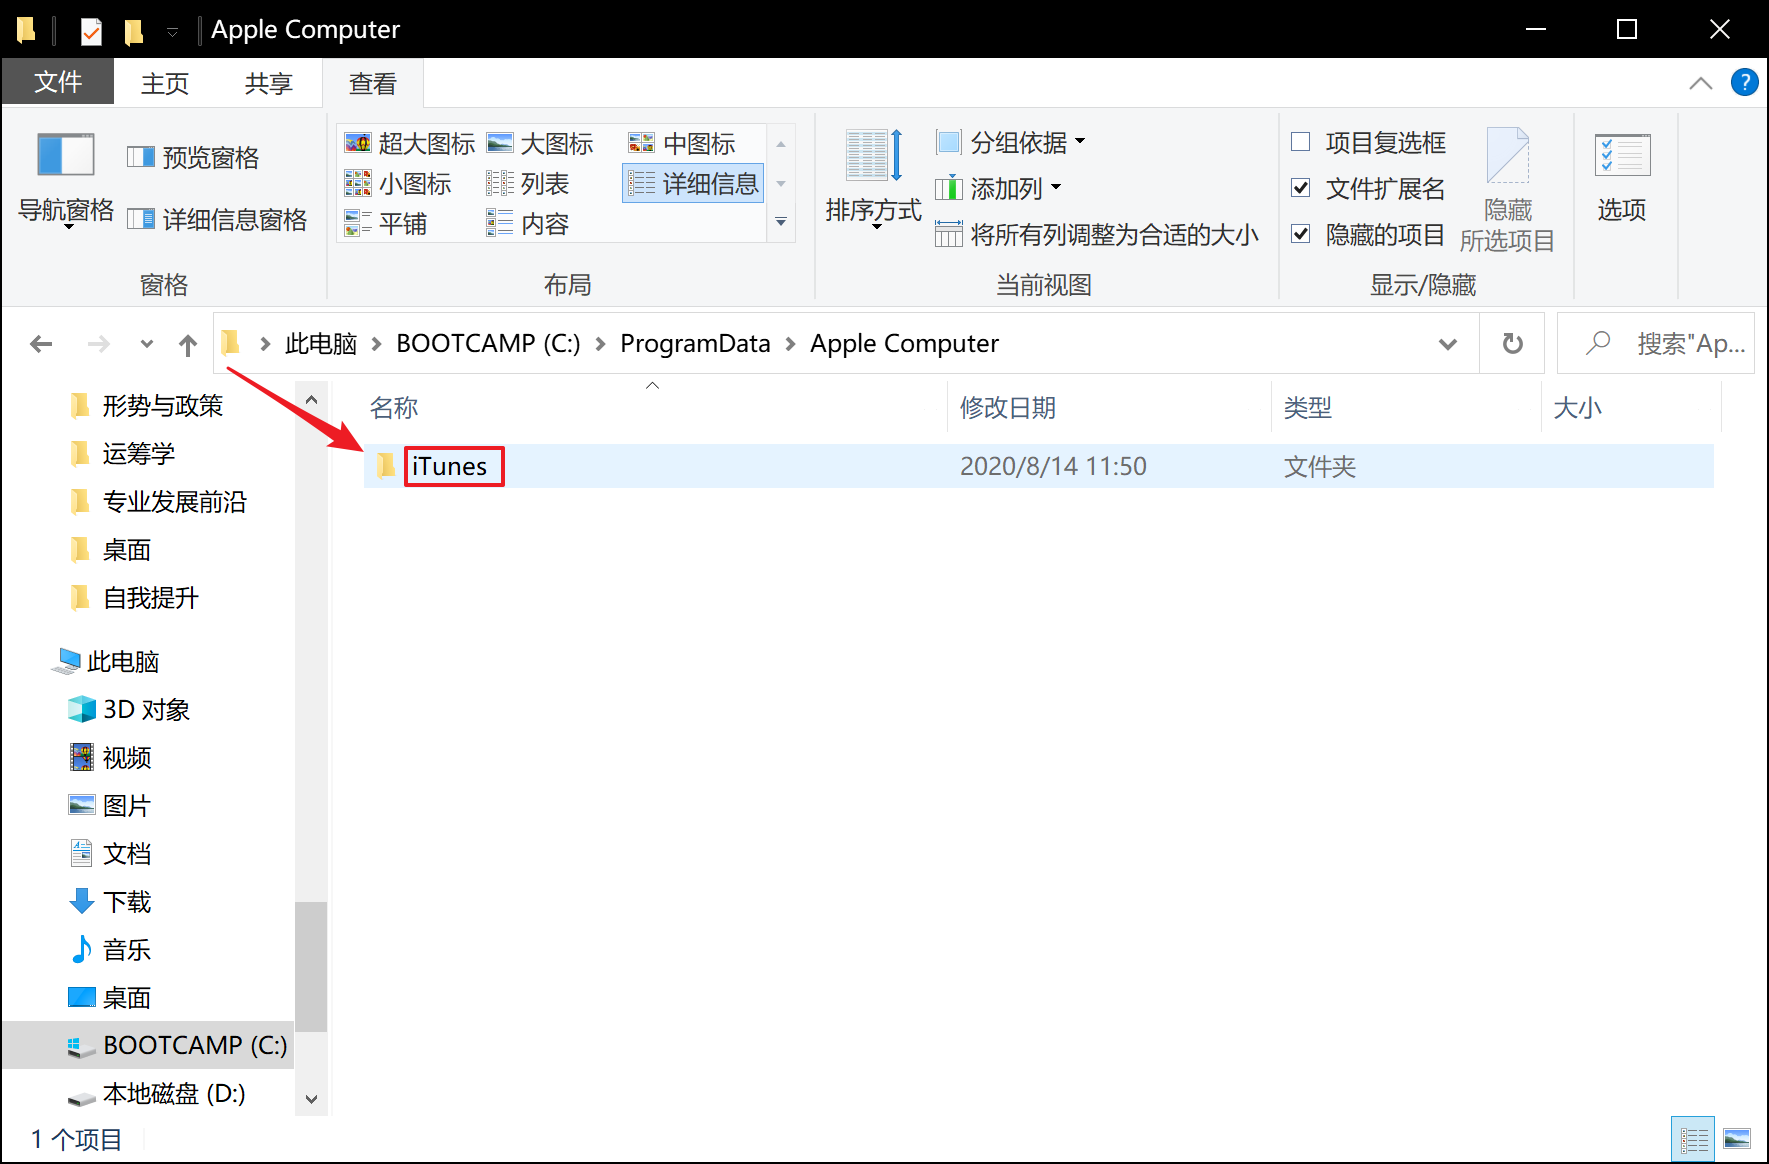 Apple Computer
文件 主页 共享 查看
导航窗格 预览窗格 详细信息窗格
窗格
超大图标 大图标 中图标
小图标 列表 详细信息
平铺 内容
布局
排序方式 分组依据
添加列
将所有列调整为合适的大小
当前视图
项目复选框
文件扩展名
隐藏的项目
隐藏
所选项目
显示/隐藏
选项
此电脑 BOOTCAMP (C:) ProgramData Apple Computer
搜索"Ap...
名称 修改日期 类型 大小
iTunes 2020/8/14 11:50 文件夹
形势与政策
运筹学
专业发展前沿
桌面
自我提升
此电脑
3D 对象
视频
图片
文档
下载
音乐
桌面
BOOTCAMP (C:)
本地磁盘 (D:)
1 个项目